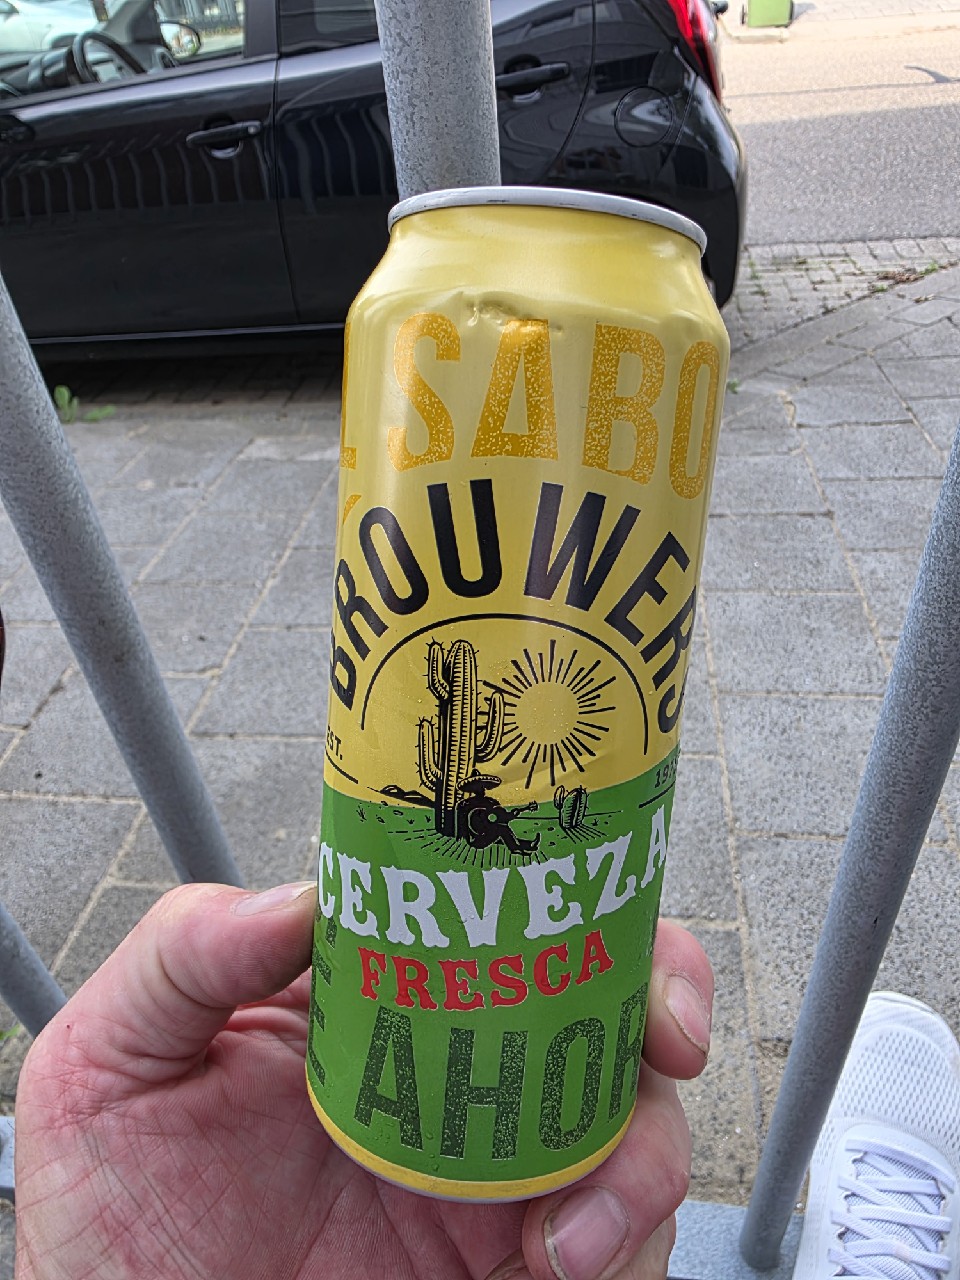 SABO
BROUWERS
EST.
CERVEZA
FRESCA
AHOR